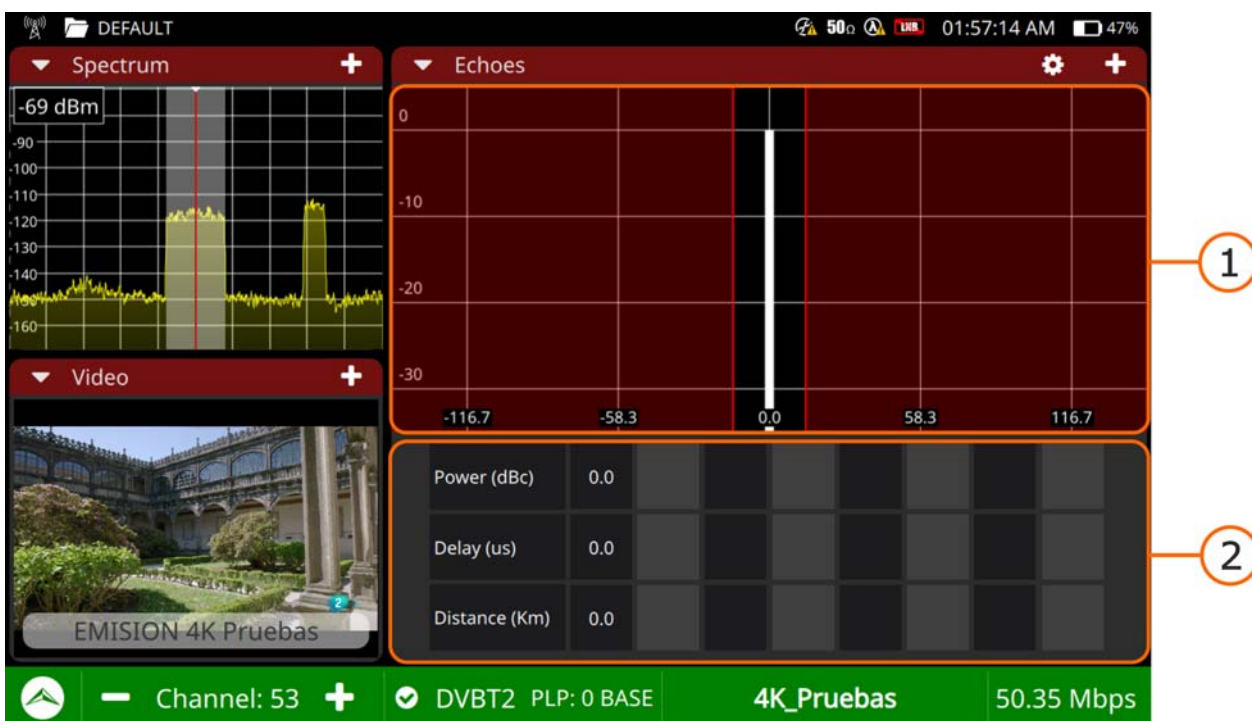 DEFAULT
50Ω
LNB
01:57:14 AM
47%
Spectrum
-69 dBm
-90
-100
-110
-120
-130
-140
-160
Echoes
0
-10
-20
-30
-116.7
-58.3
0.0
58.3
116.7
1
Video
2
EMISION 4K Pruebas
Power (dBc) 0.0
Delay (us) 0.0
Distance (Km) 0.0
2
Channel: 53
DVBT2 PLP: 0 BASE
4K_Pruebas
50.35 Mbps